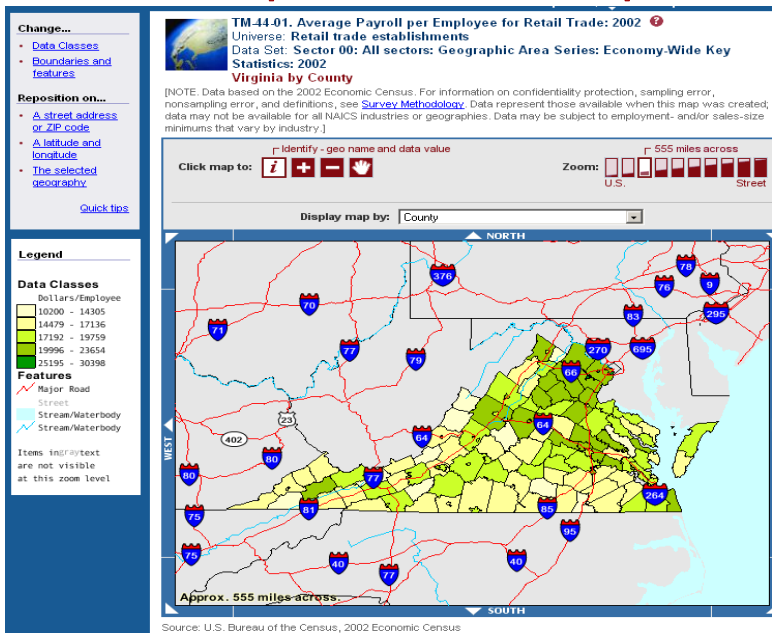 Change...
Data Classes
Boundaries and
features
Reposition on...
A street address
or ZIP code
A latitude and
longitude
The selected
geography
Quick tips
TM-44-01. Average Payroll per Employee for Retail Trade: 2002 ?
Universe: Retail trade establishments
Data Set: Sector 00: All sectors: Geographic Area Series: Economy-Wide Key
Statistics: 2002
Virginia by County
[NOTE. Data based on the 2002 Economic Census. For information on confidentiality protection, sampling error,
nonsampling error, and definitions, see Survey Methodology. Data represent those available when this map was created;
data may not be available for all NAICS industries or geographies. Data may be subject to employment- and/or sales-size
minimums that vary by industry.]
Identify - geo name and data value
Click map to: i + −
555 miles across
Zoom:
U.S. Street
Display map by: County
Legend
Data Classes
Dollars/Employee
10200 - 14305
14479 - 17136
17192 - 19759
19996 - 23654
25195 - 30398
Features
Major Road
Street
Stream/Waterbody
Stream/Waterbody
Items in gray text
are not visible
at this zoom level
NORTH
WEST
376
78
76
9
70
83
295
71
77
79
270
695
66
23
402
64
64
80
80
77
264
81
85
75
95
75
40
77
40
Approx. 555 miles across.
SOUTH
Source: U.S. Bureau of the Census, 2002 Economic Census